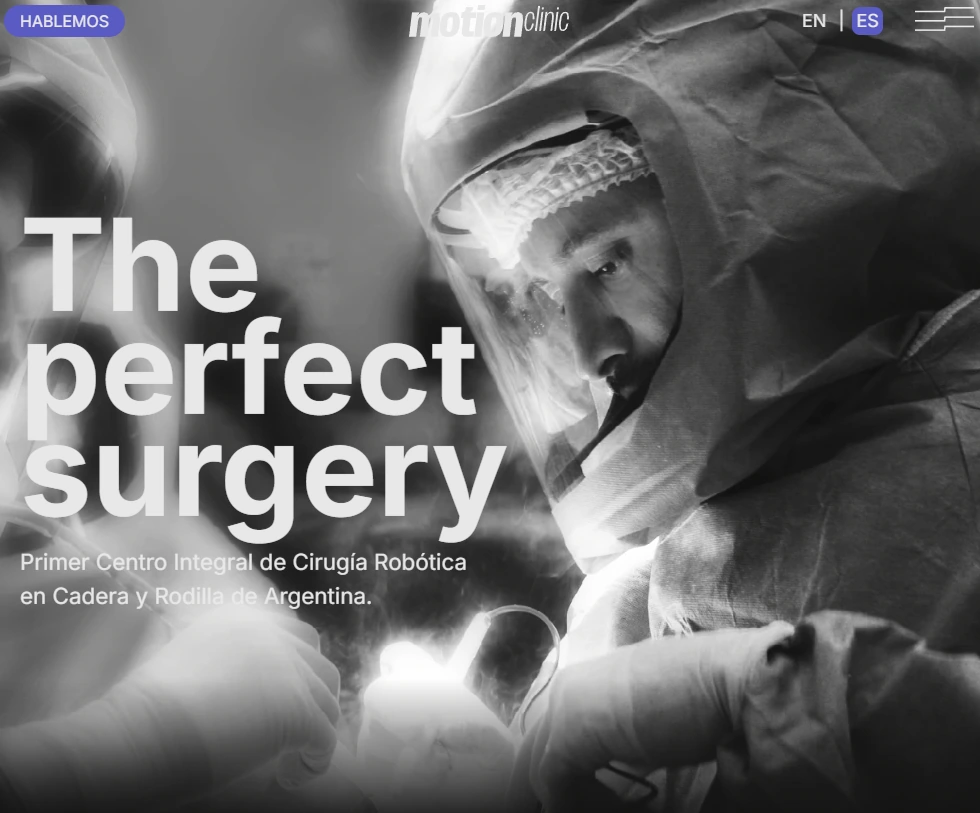 HABLEMOS
motionclinic
EN | ES
The
perfect
surgery
Primer Centro Integral de Cirugía Robótica
en Cadera y Rodilla de Argentina.